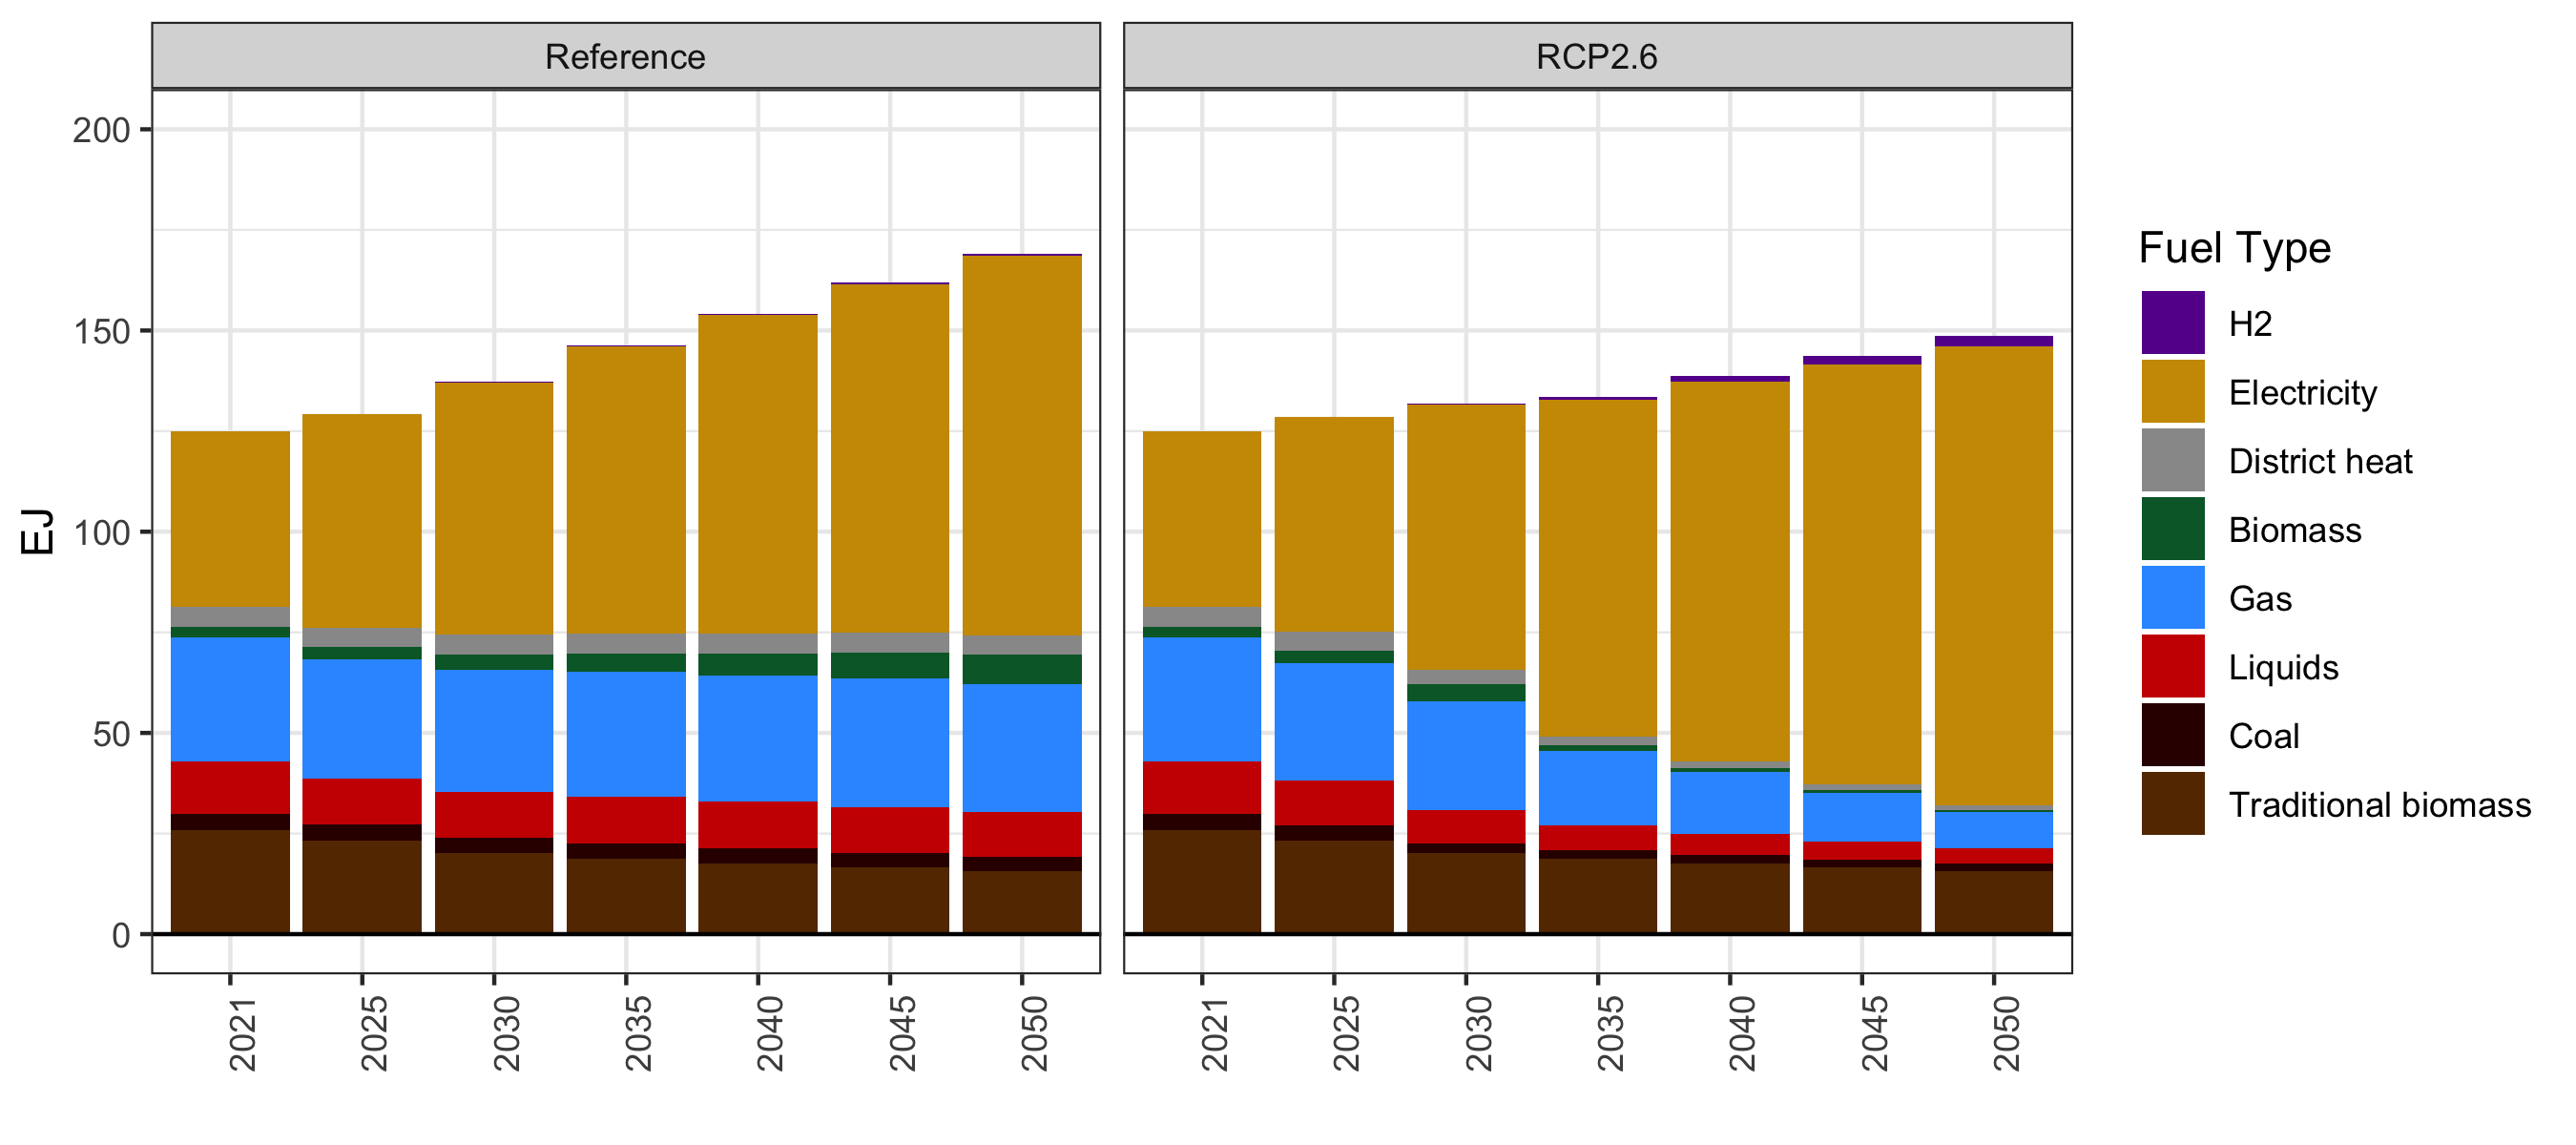 Reference
RCP2.6
EJ
200
150
100
50
0
2021
2025
2030
2035
2040
2045
2050
2021
2025
2030
2035
2040
2045
2050
Fuel Type
H2
Electricity
District heat
Biomass
Gas
Liquids
Coal
Traditional biomass